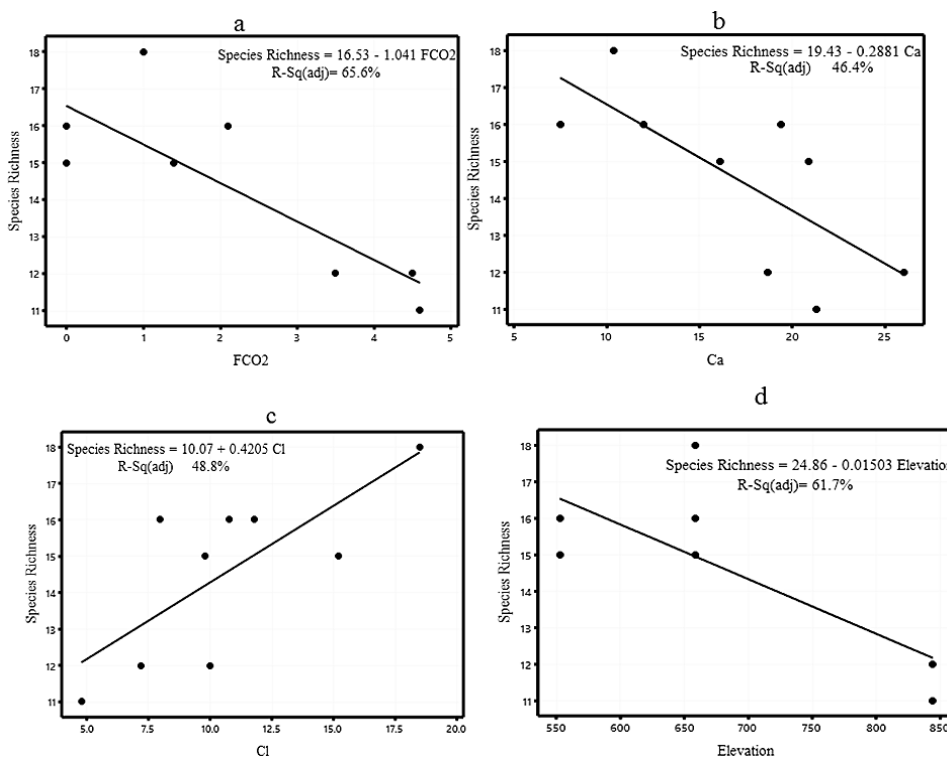 a
Species Richness = 16.53 - 1.041 FCO2
R-Sq(adj)= 65.6%
18
17
16
15
14
13
12
11
Species Richness
0
1
2
3
4
5
FCO2
b
Species Richness = 19.43 - 0.2881 Ca
R-Sq(adj) 46.4%
18
17
16
15
14
13
12
11
Species Richness
5
10
15
20
25
Ca
c
Species Richness = 10.07 + 0.4205 Cl
R-Sq(adj) 48.8%
18
17
16
15
14
13
12
11
Species Richness
5.0
7.5
10.0
12.5
15.0
17.5
20.0
Cl
d
Species Richness = 24.86 - 0.01503 Elevation
R-Sq(adj)= 61.7%
18
17
16
15
14
13
12
11
Species Richness
550
600
650
700
750
800
850
Elevation